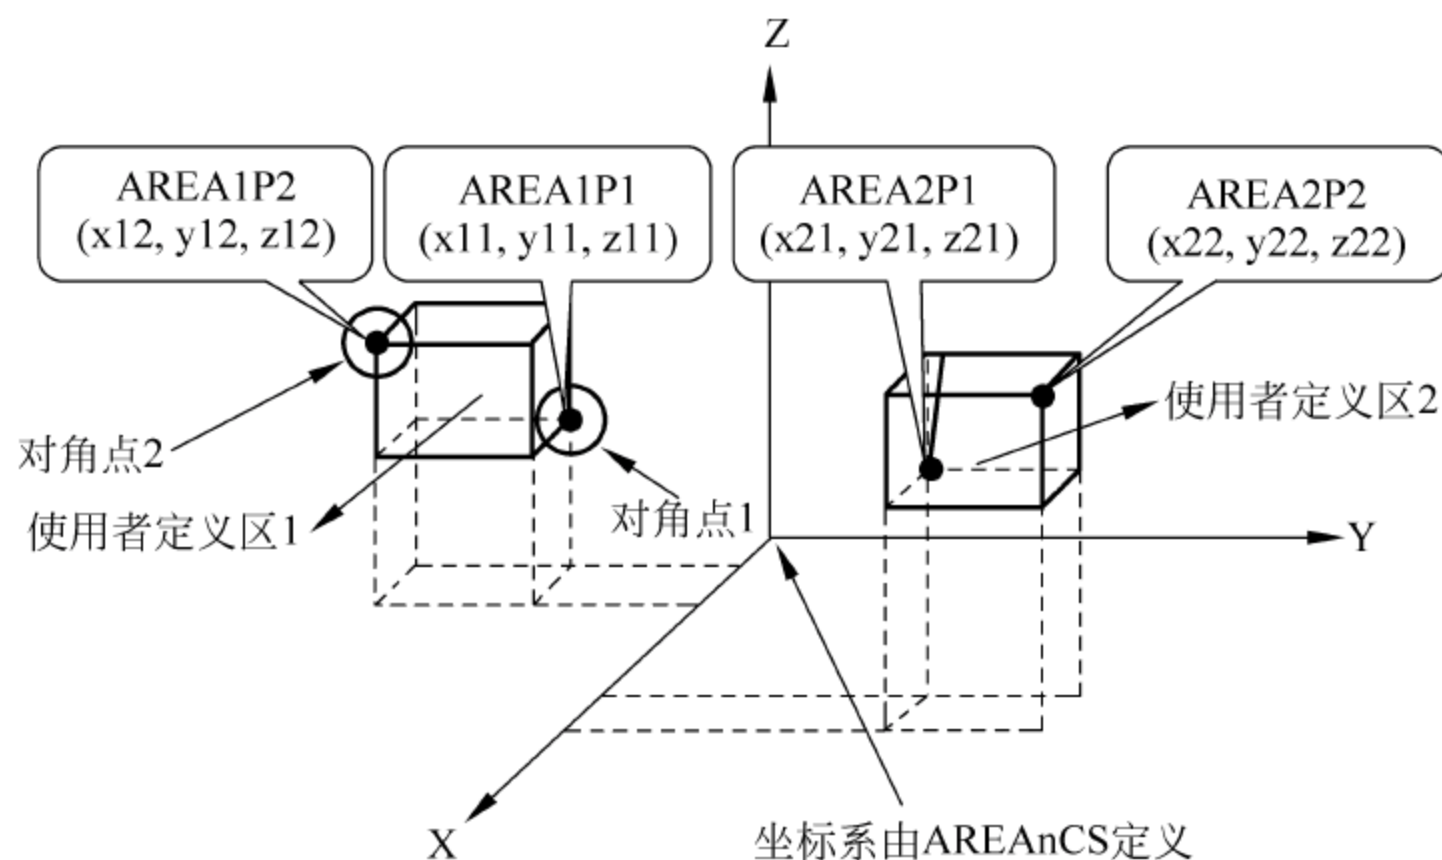 Z
AREA1P2
(x12, y12, z12)
AREA1P1
(x11, y11, z11)
AREA2P1
(x21, y21, z21)
AREA2P2
(x22, y22, z22)
对角点2
使用者定义区1
对角点1
使用者定义区2
Y
X
坐标系由AREAnCS定义